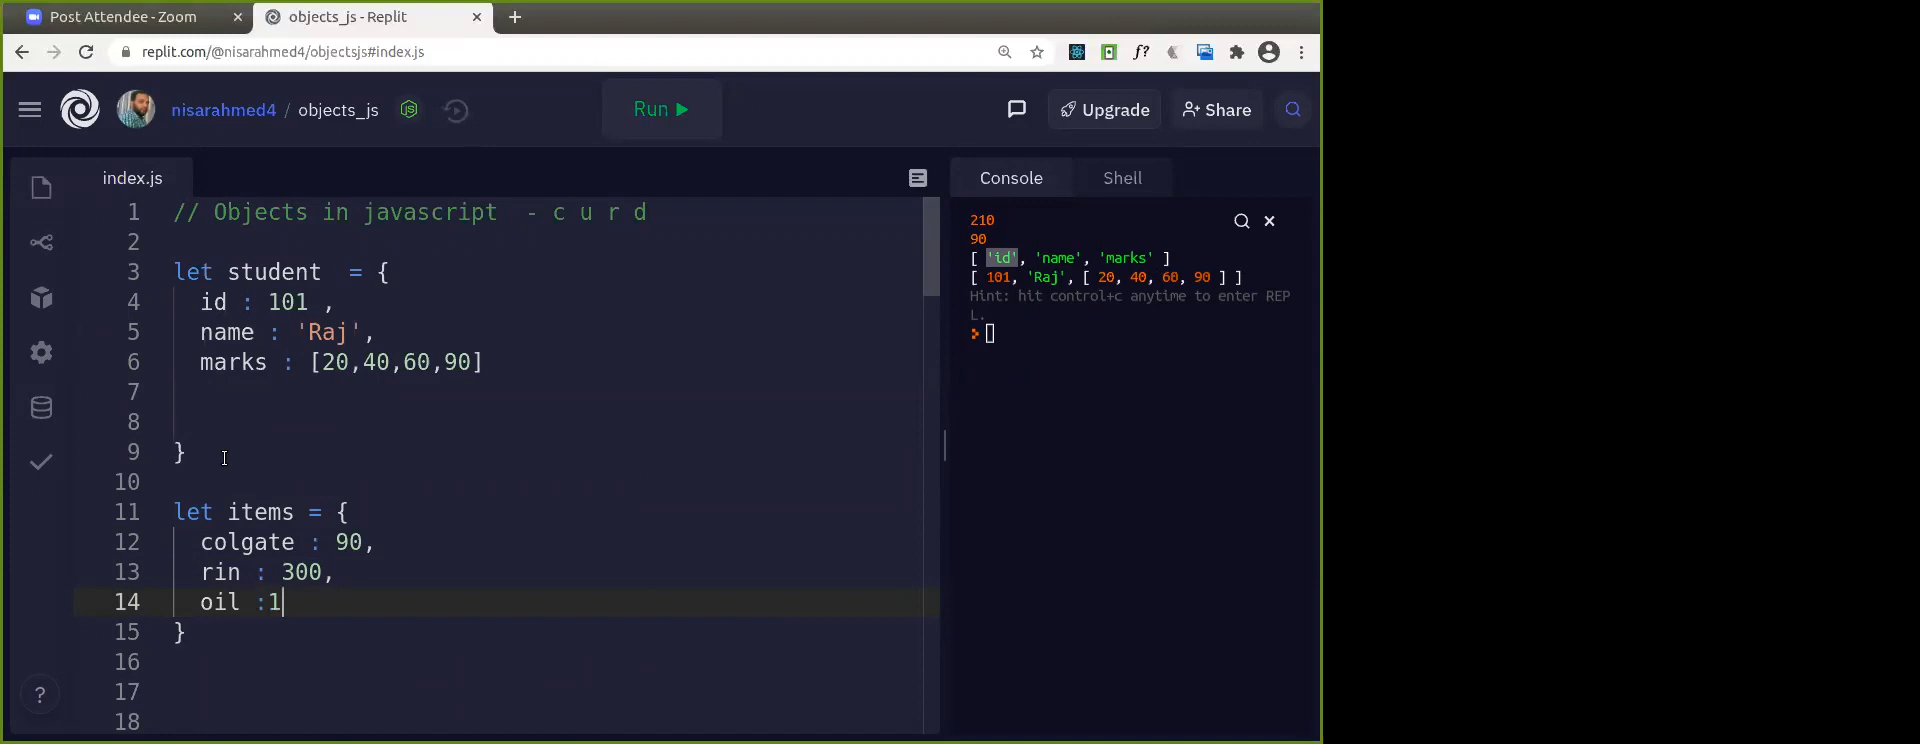 Post Attendee - Zoom
objects_js - Replit
replit.com/@nisarahmed4/objectsjs#index.js
f?
nisarahmed4 / objects_js
Run
Upgrade
Share
index.js
Console
Shell
1 // Objects in javascript - c u r d
2
3 let student = {
4 id : 101 ,
5 name : 'Raj',
6 marks : [20,40,60,90]
7
8
9 }
10
11 let items = {
12 colgate : 90,
13 rin : 300,
14 oil :1
15 }
16
17
18
?
210
90
[ 'id', 'name', 'marks' ]
[ 101, 'Raj', [ 20, 40, 60, 90 ] ]
Hint: hit control+c anytime to enter REP
L.